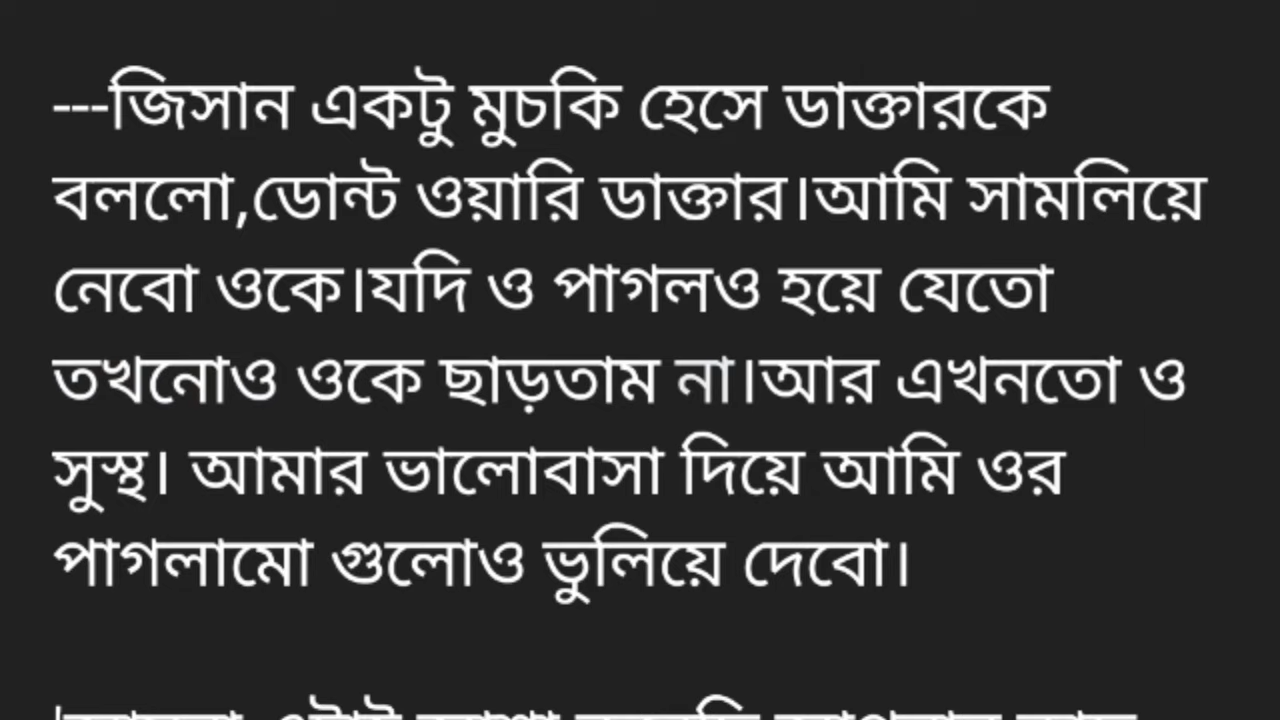 ---জিসান একটু মুচকি হেসে ডাক্তারকে
বললো,ডোন্ট ওয়ারি ডাক্তার।আমি সামলিয়ে
নেবো ওকে।যদি ও পাগলও হয়ে যেতো
তখনোও ওকে ছাড়তাম না।আর এখনতো ও
সুস্থ। আমার ভালোবাসা দিয়ে আমি ওর
পাগলামো গুলোও ভুলিয়ে দেবো।